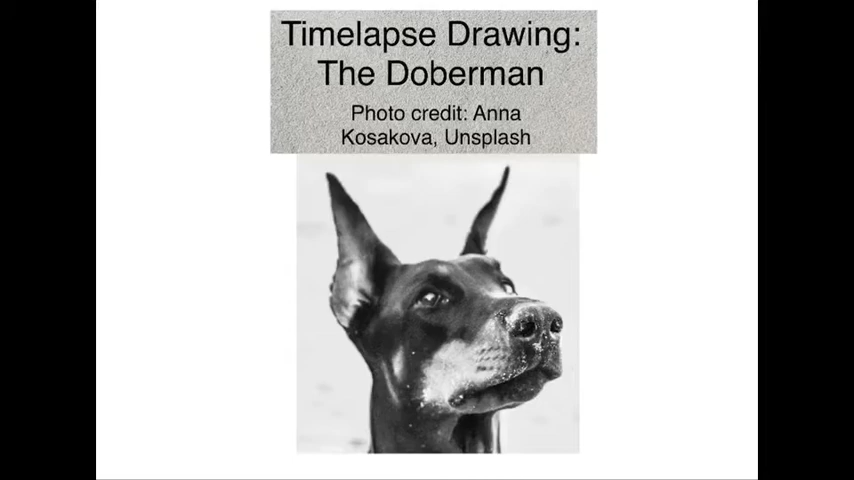 Timelapse Drawing:
The Doberman
Photo credit: Anna
Kosakova, Unsplash